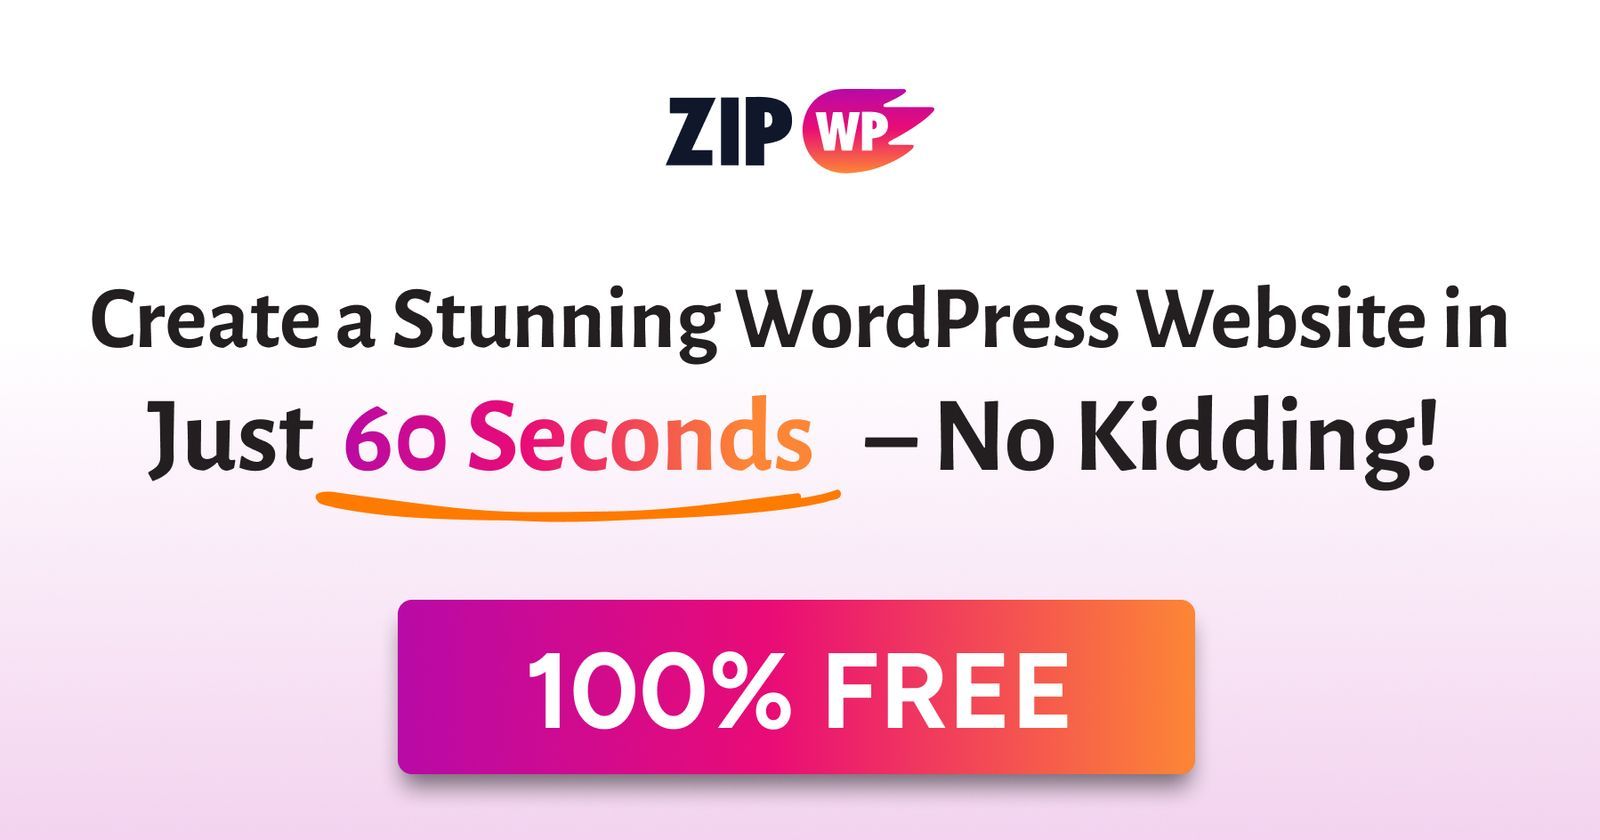 ZIP WP
Create a Stunning WordPress Website in
Just 60 Seconds – No Kidding!
100% FREE